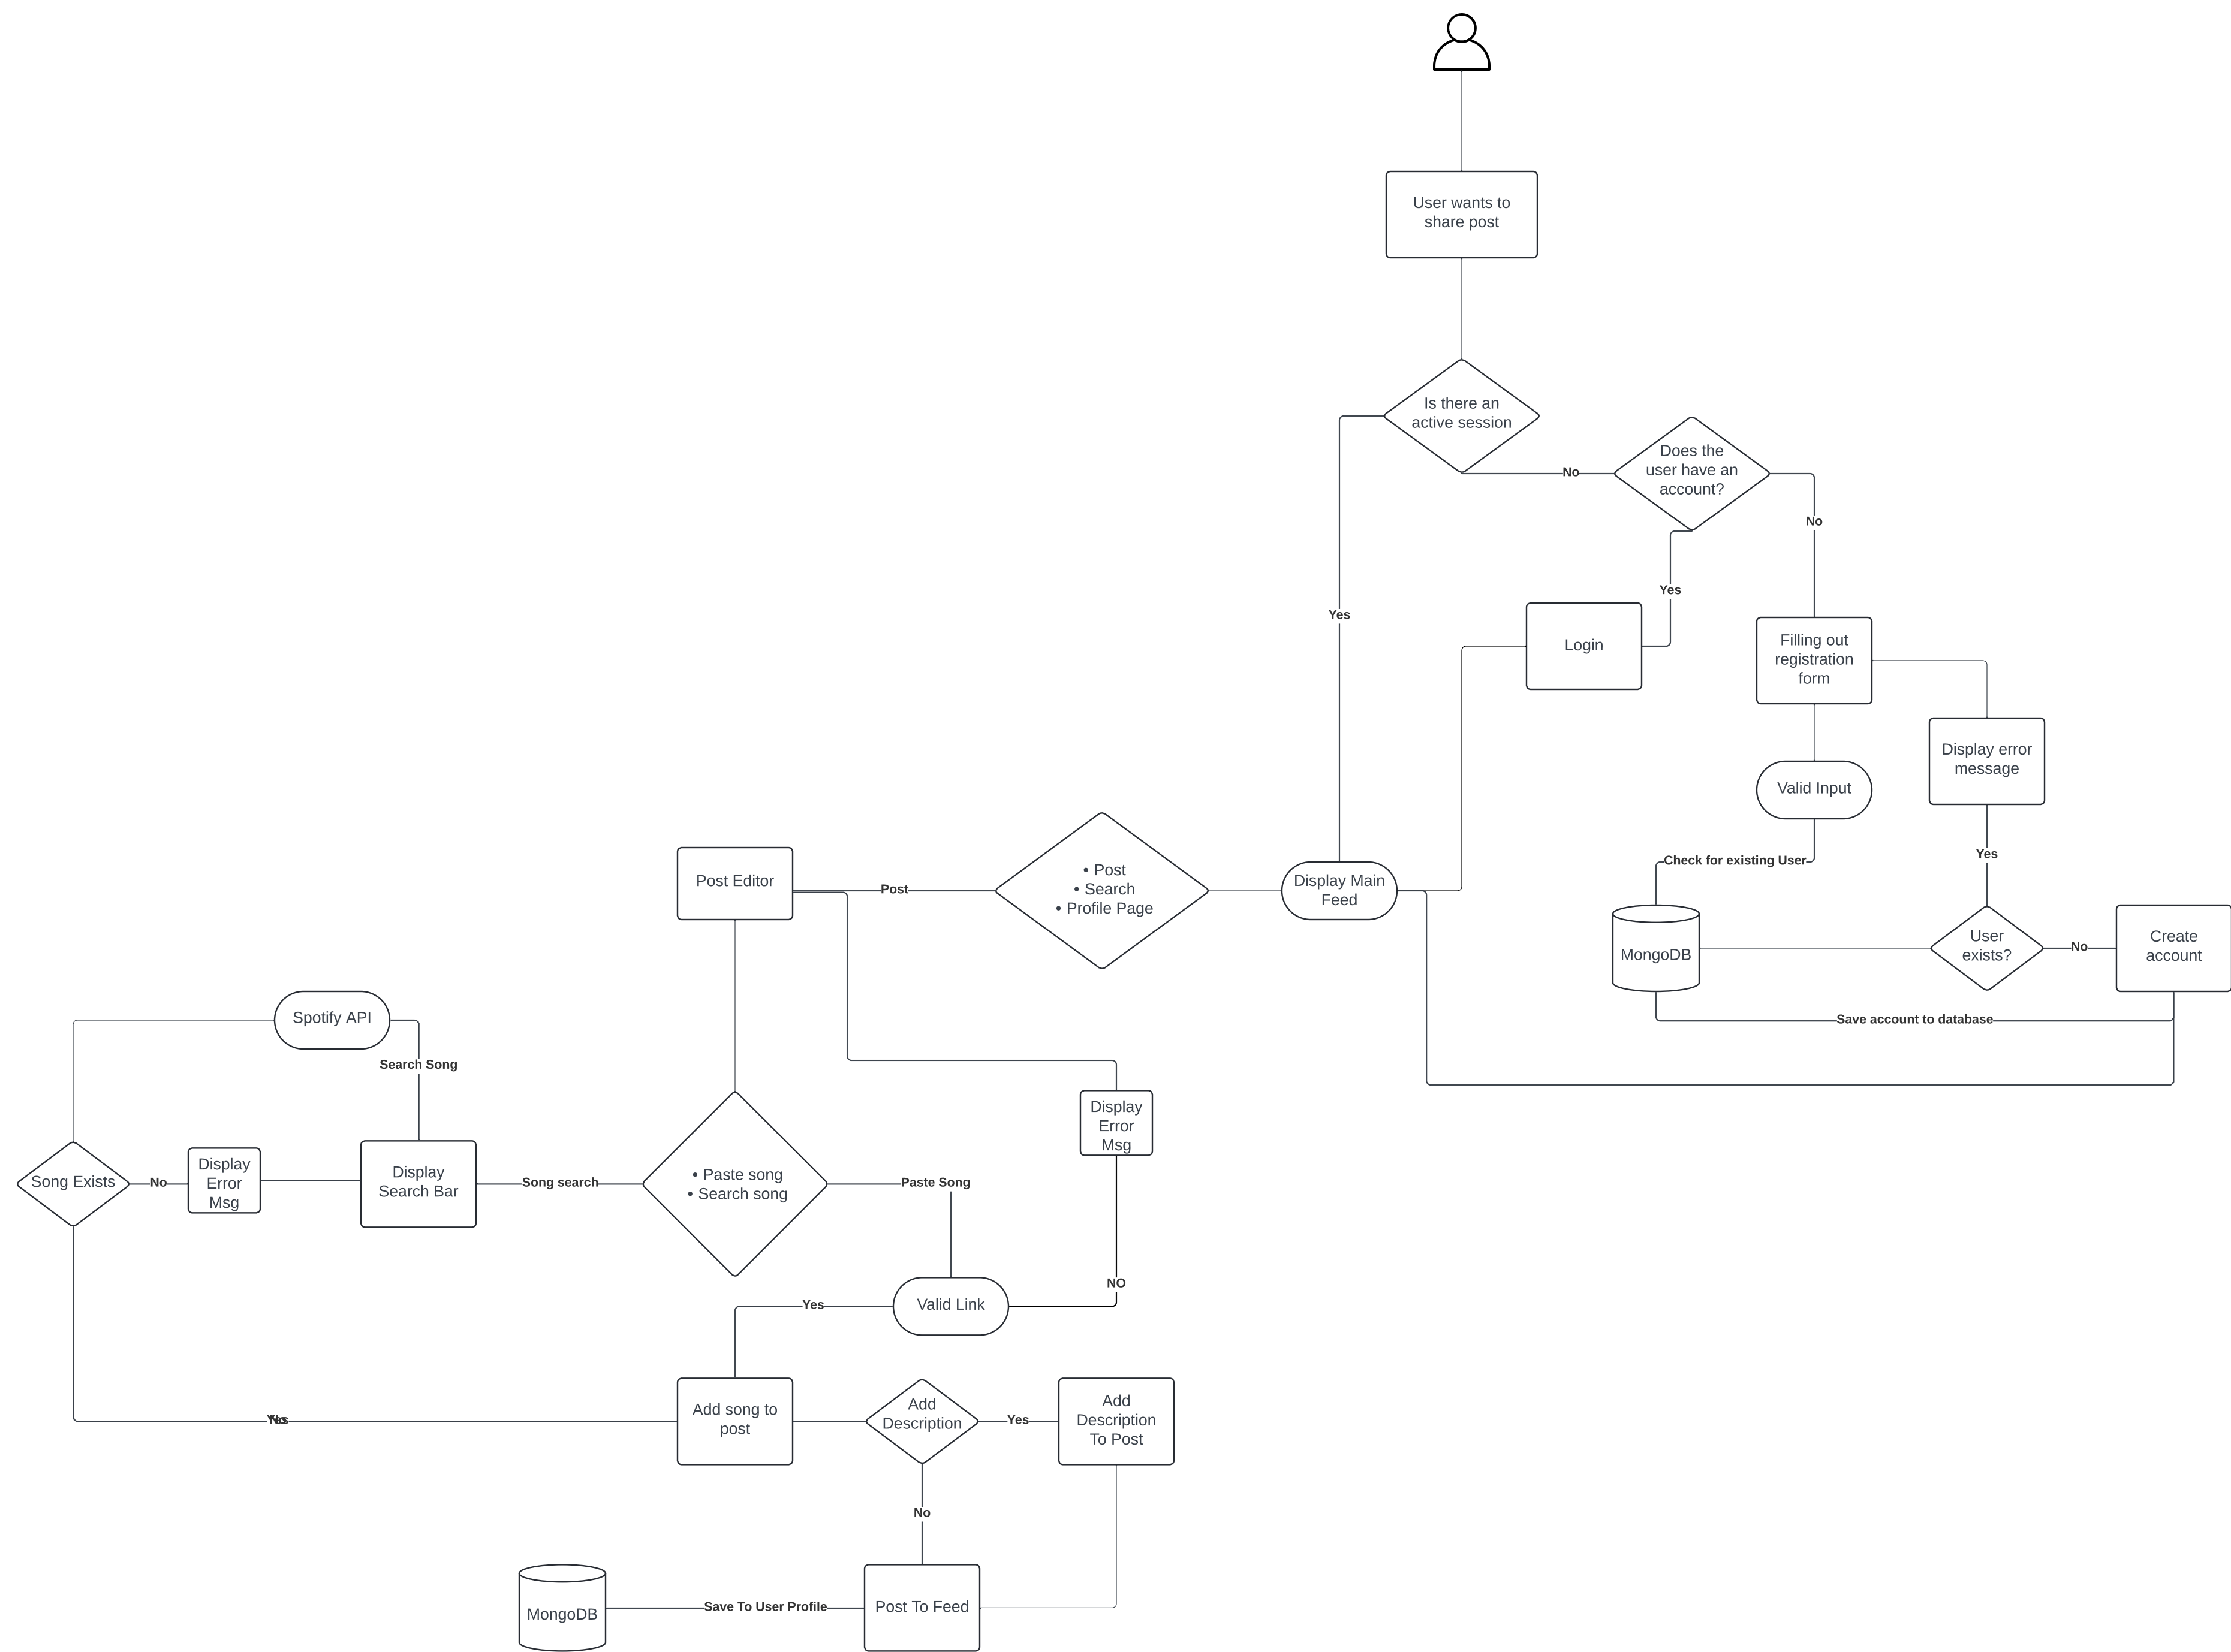 User wants to
share post
Is there an
active session
No
Does the
user have an
account?
No
Yes
Yes
Login
Filling out
registration
form
Display error
message
Valid Input
Check for existing User
Yes
Post Editor
Post
• Post
• Search
• Profile Page
Display Main
Feed
MongoDB
User
exists?
No
Create
account
Save account to database
Spotify API
Search Song
Display
Error
Msg
Song Exists
No
Display
Error
Msg
Display
Search Bar
Song search
• Paste song
• Search song
Paste Song
NO
Yes
Valid Link
Yes
No
Add song to
post
Add
Description
Yes
Add
Description
To Post
No
MongoDB
Save To User Profile
Post To Feed